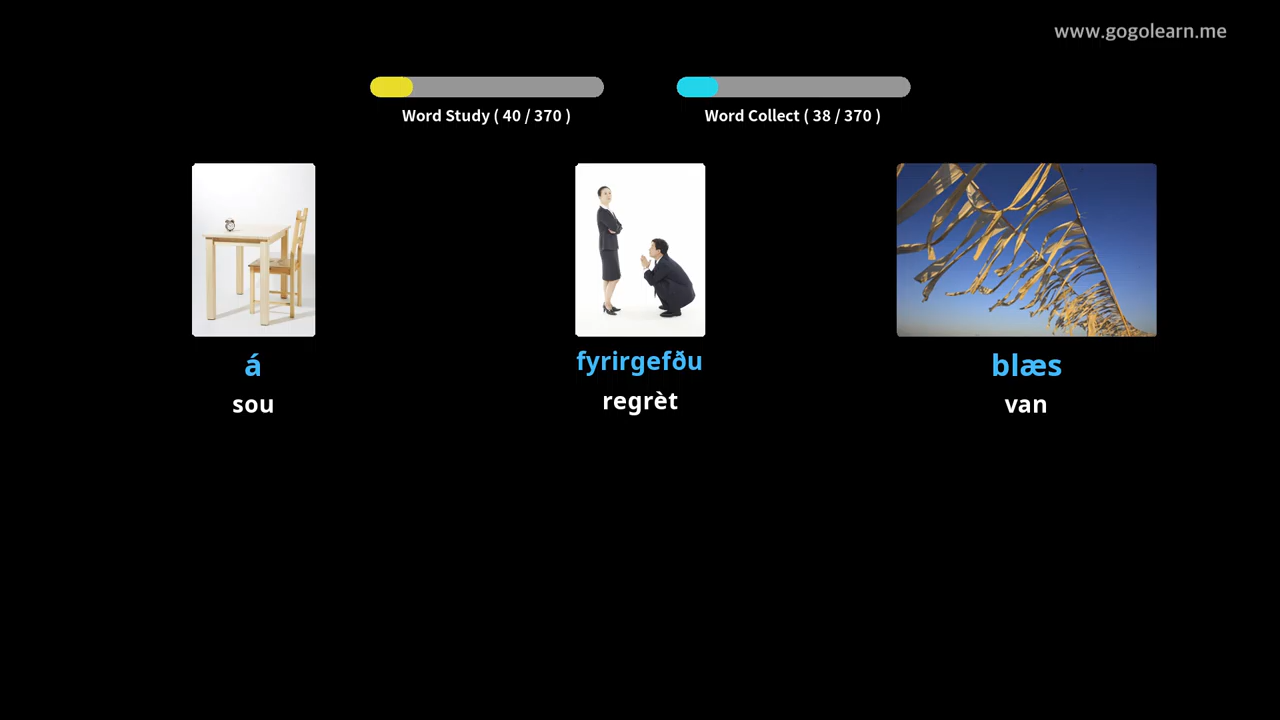 www.gogolearn.me
Word Study ( 40 / 370 )
Word Collect ( 38 / 370 )
á
fyrirgefðu
blæs
sou
regrèt
van